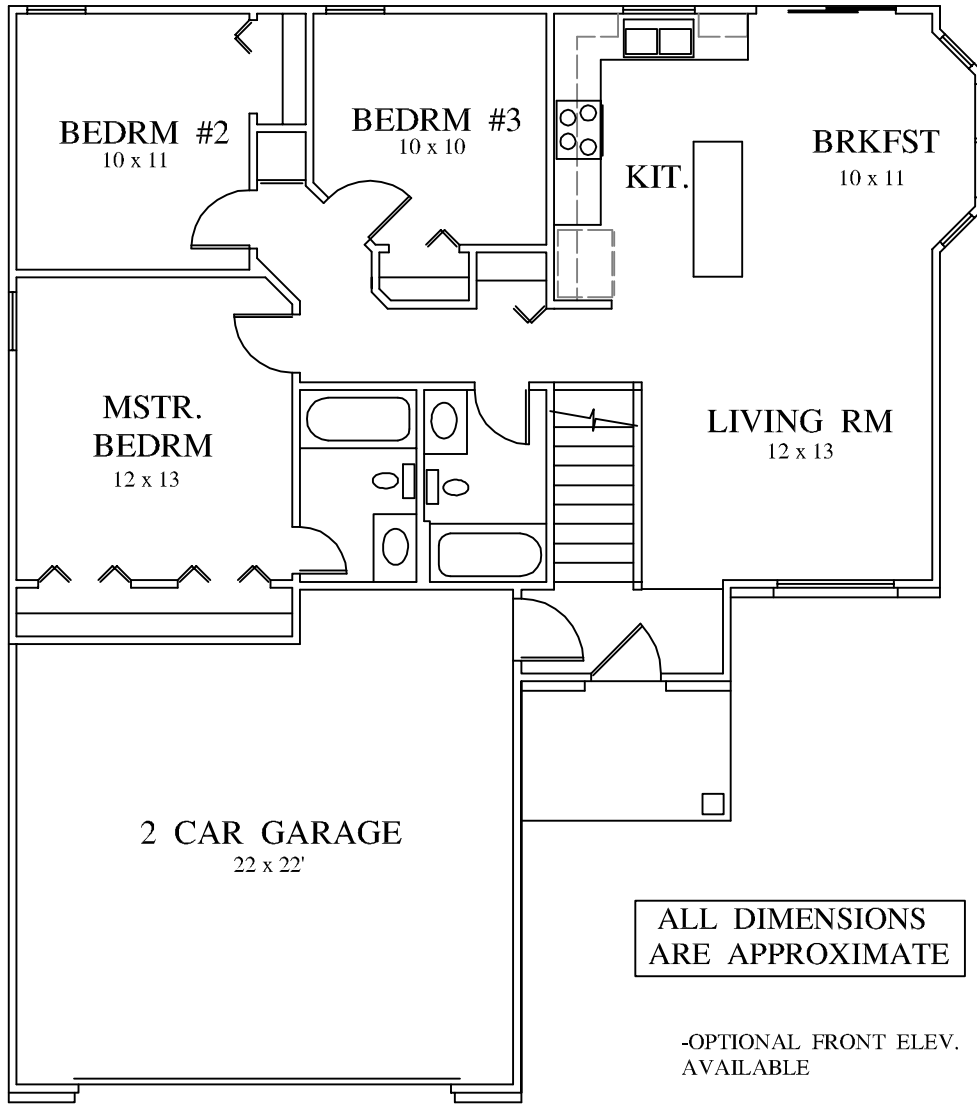 BEDRM #2
10 x 11
BEDRM #3
10 x 10
KIT.
BRKFST
10 x 11
MSTR.
BEDRM
12 x 13
LIVING RM
12 x 13
2 CAR GARAGE
22 x 22'
ALL DIMENSIONS
ARE APPROXIMATE
-OPTIONAL FRONT ELEV.
AVAILABLE